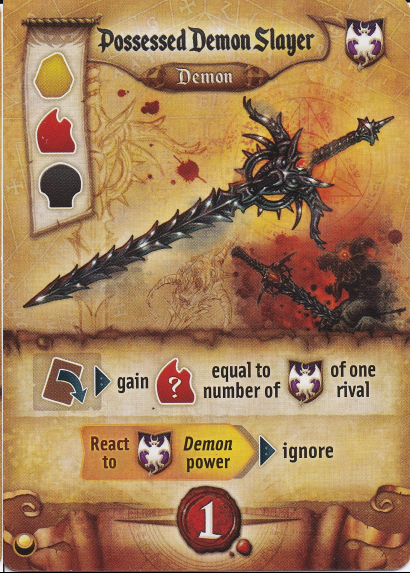 Possessed Demon Slayer
Demon
gain ? equal to number of of one rival
React to Demon power ignore
1